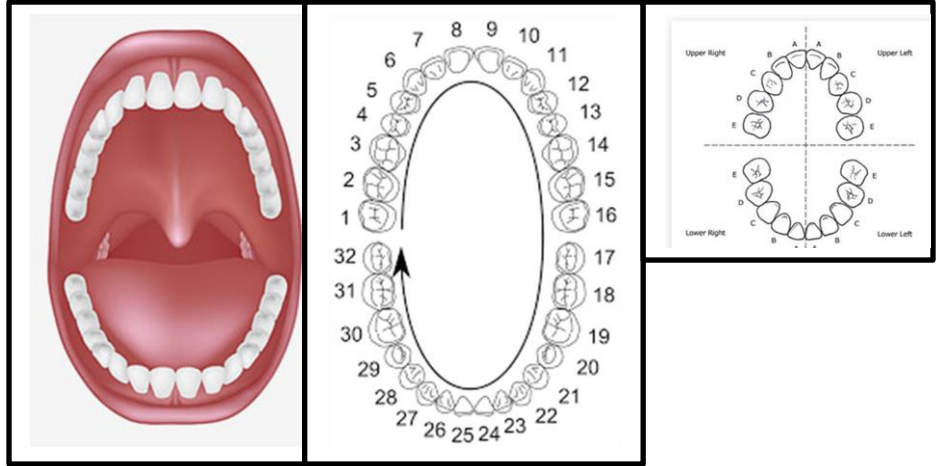 8 9
7 10
6 11
5 12
4 13
3 14
2 15
1 16
32 17
31 18
30 19
29 20
28 21
27 22
26 25 24 23
Upper Right A A Upper Left
B B
C C
D D
E E
E E
D D
C C
Lower Right B B Lower Left